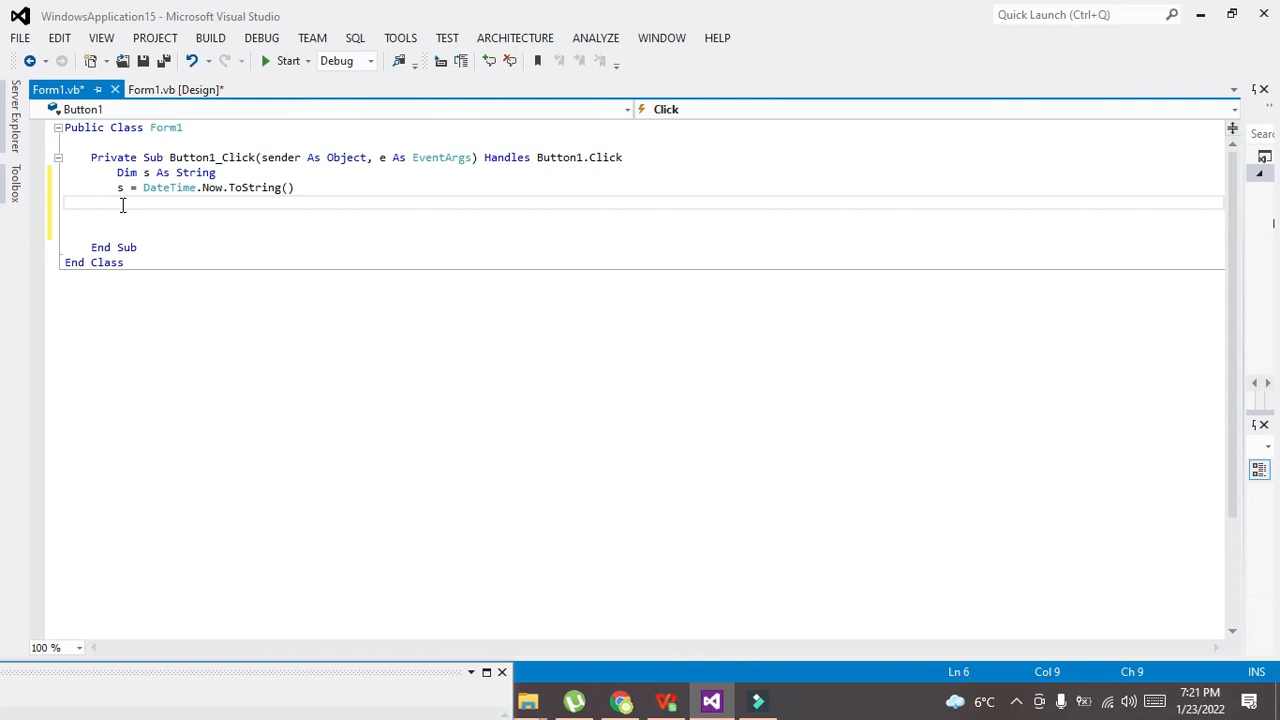 WindowsApplication15 - Microsoft Visual Studio
Quick Launch (Ctrl+Q)
FILE EDIT VIEW PROJECT BUILD DEBUG TEAM SQL TOOLS TEST ARCHITECTURE ANALYZE WINDOW HELP
Start Debug
Form1.vb* Form1.vb [Design]*
Server Explorer
Toolbox
Button1 Click
Sear
Public Class Form1
Private Sub Button1_Click(sender As Object, e As EventArgs) Handles Button1.Click
Dim s As String
s = DateTime.Now.ToString()
End Sub
End Class
100 %
Ln 6 Col 9 Ch 9 INS
6°C
7:21 PM
1/23/2022